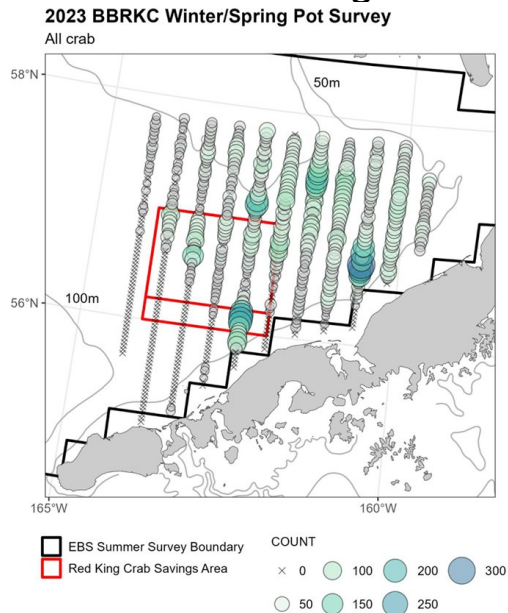 2023 BBRKC Winter/Spring Pot Survey
All crab
58°N
50m
56°N
100m
165°W
160°W
EBS Summer Survey Boundary
Red King Crab Savings Area
COUNT
× 0 100 200 300
50 150 250